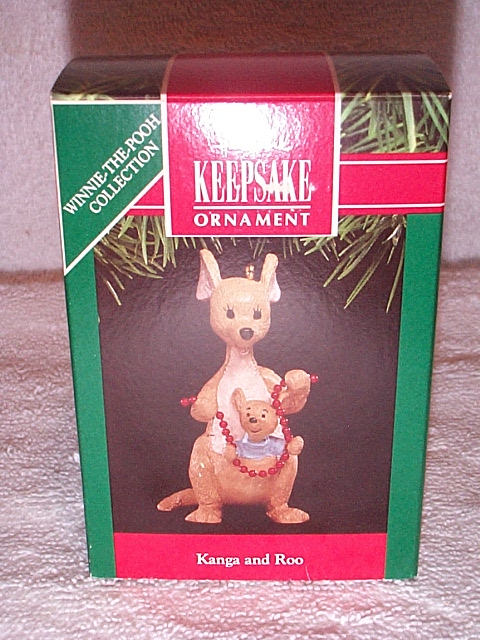 WINNIE-THE-POOH
COLLECTION
KEEPSAKE
ORNAMENT
Kanga and Roo